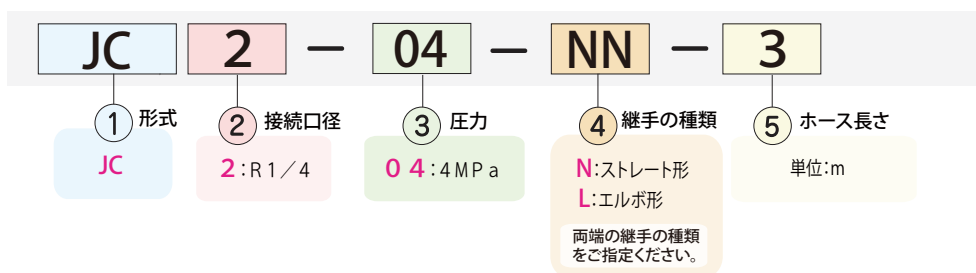 JC 2 － 04 － NN － 3
① 形式
JC
② 接続口径
2：R1／4
③ 圧力
04：4MPa
④ 継手の種類
N：ストレート形
L：エルボ形
両端の継手の種類
をご指定ください。
⑤ ホース長さ
単位：m